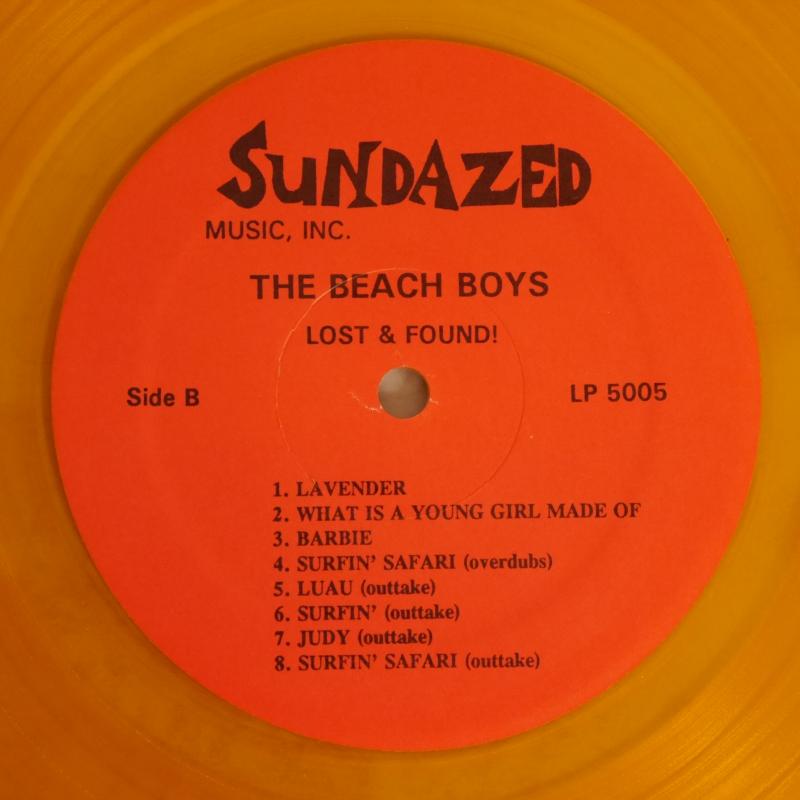 SUNDAZED
MUSIC, INC.
THE BEACH BOYS
LOST & FOUND!
Side B
LP 5005
1. LAVENDER
2. WHAT IS A YOUNG GIRL MADE OF
3. BARBIE
4. SURFIN' SAFARI (overdubs)
5. LUAU (outtake)
6. SURFIN' (outtake)
7. JUDY (outtake)
8. SURFIN' SAFARI (outtake)